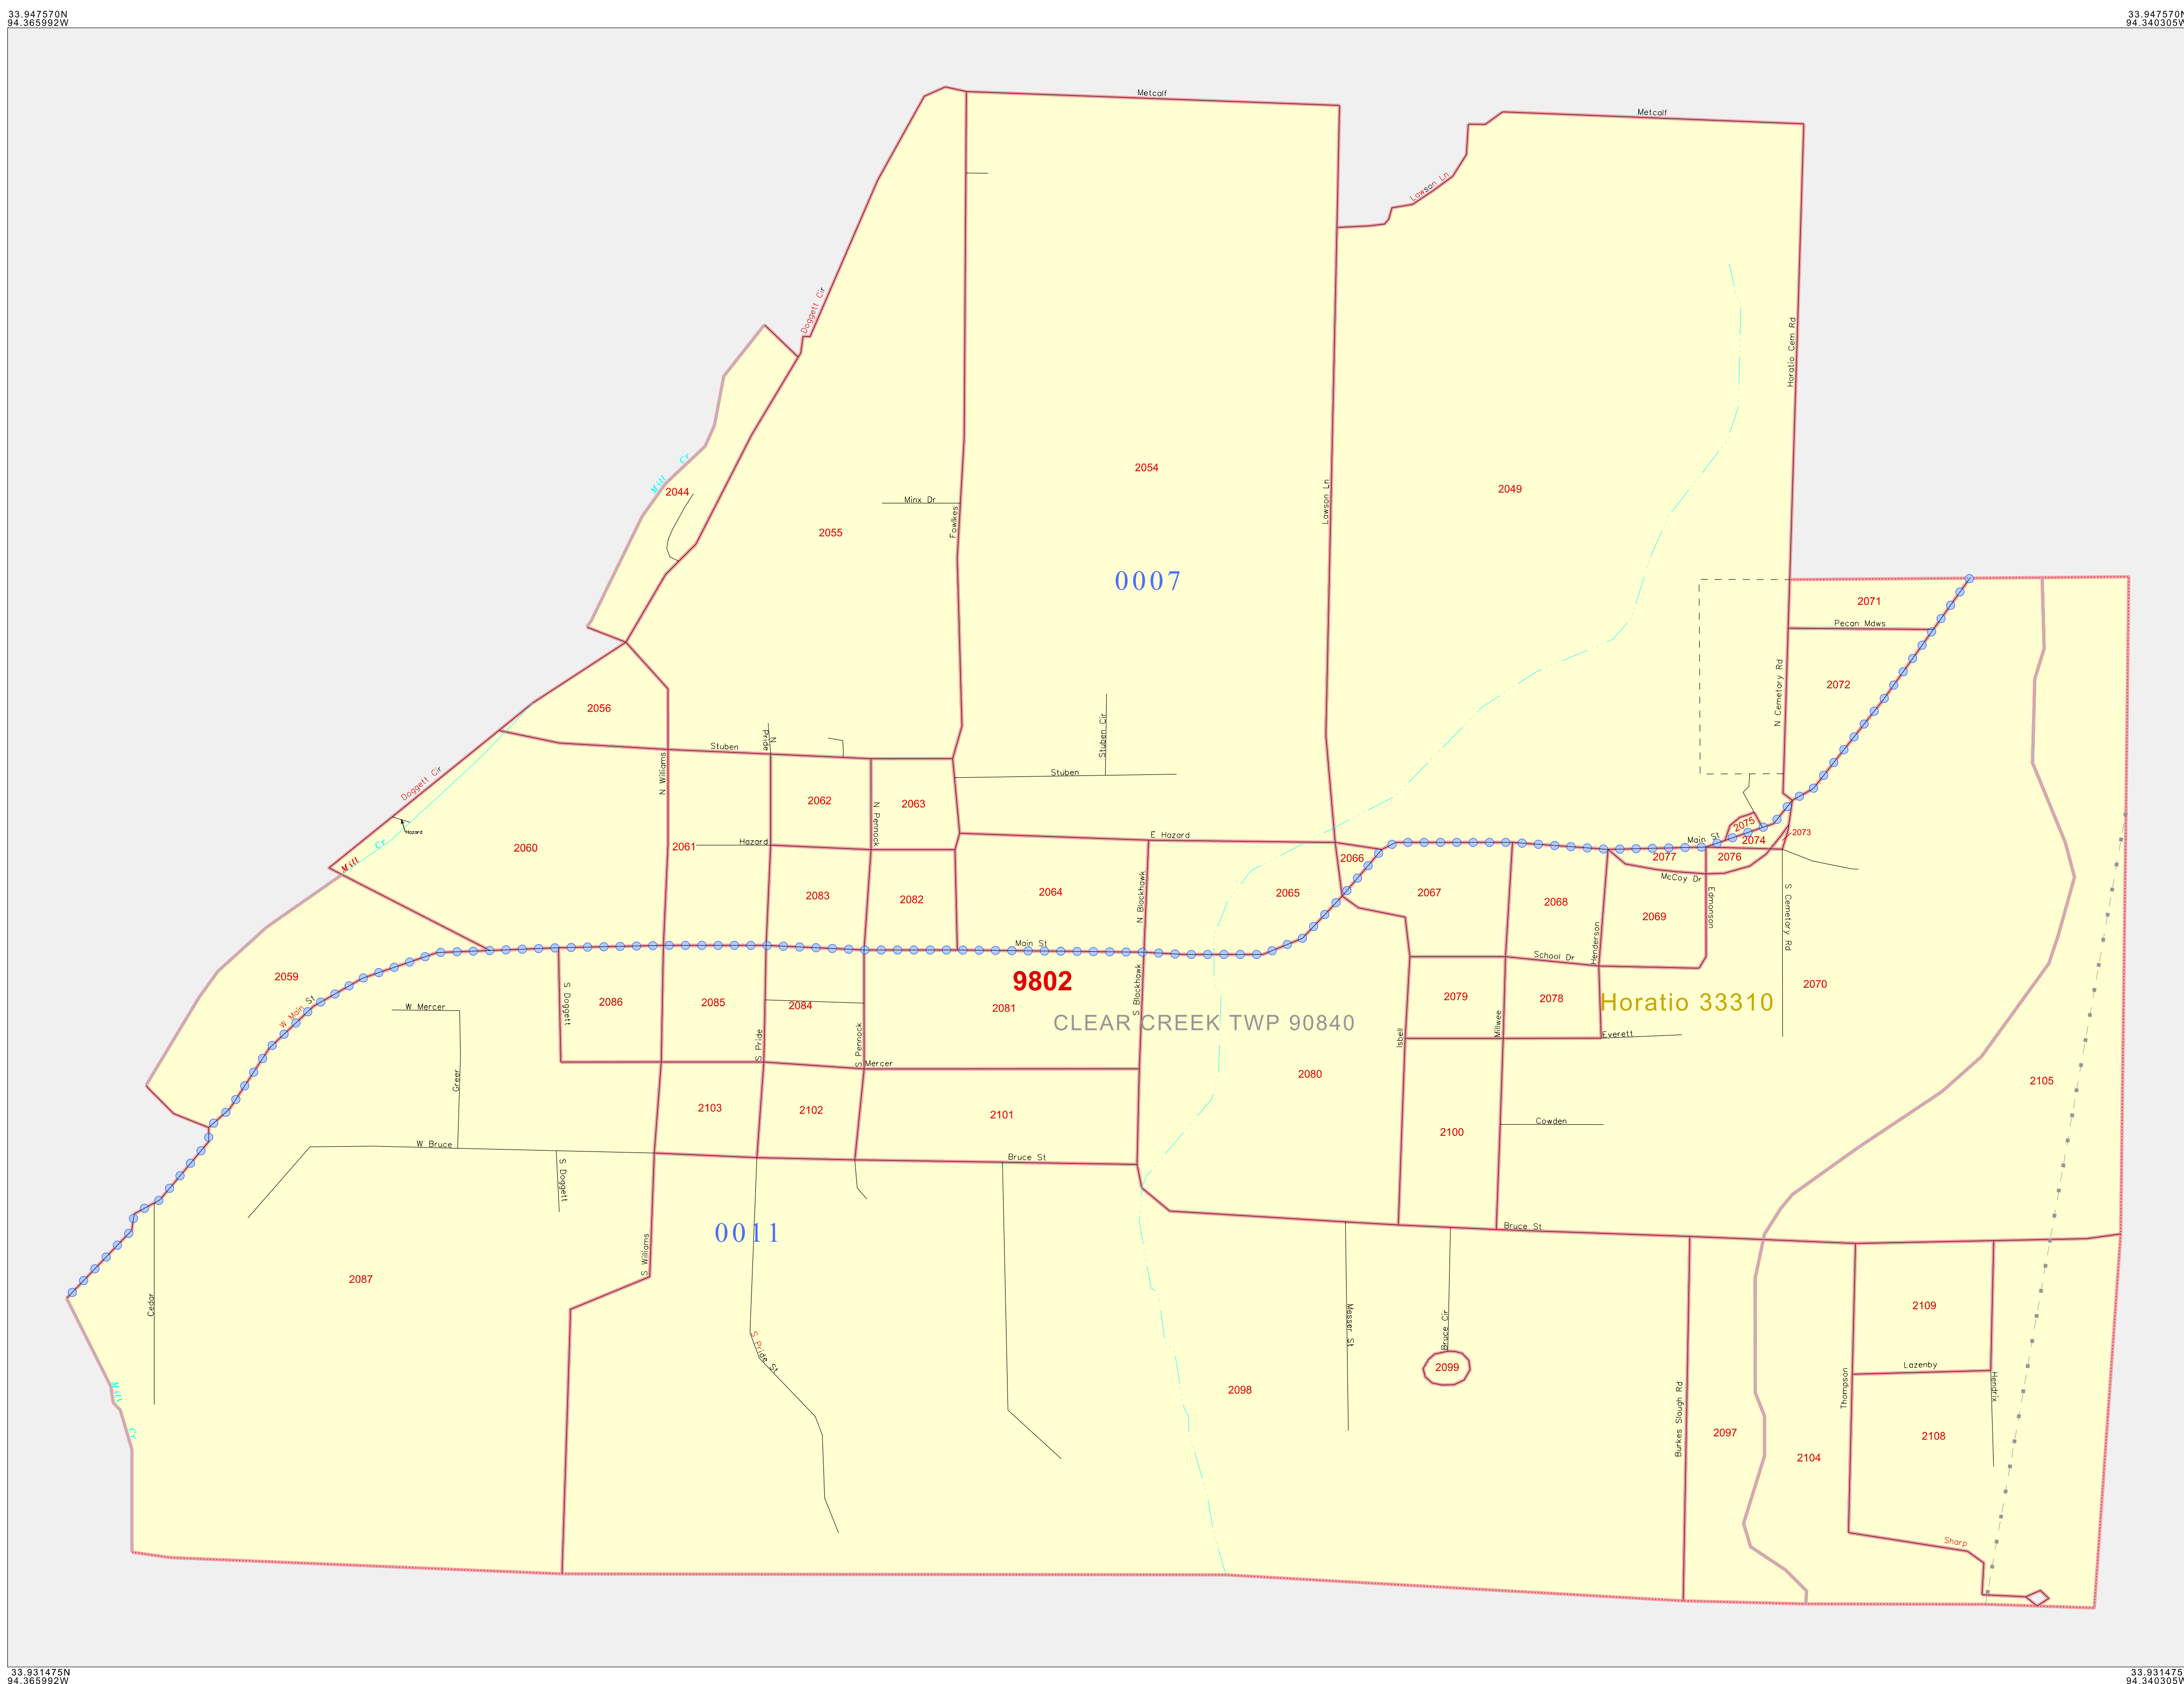 33.947570N
94.365992W
33.947570N
94.340305W
Metcalf
Metcalf
Lawson Ln
Doggett Cir
Horatio Cem Rd
Mill Cr
2044
2054
2049
Minx Dr
Fowlkes
Lawson Ln
2055
0007
2071
Pecan Mdws
2072
N Cemetary Rd
2056
Stuben
N Pride
Stuben Cir
Stuben
N Williams
Doggett Cir
Hazard
2062
2063
N Pennock
E Hazard
Main St
2075
2074
2073
Mill Cr
2060
2061
Hazard
2066
2077
2076
McCoy Dr
2083
2082
2064
N Blackhawk
2065
2067
2068
2069
Edmonson
S Cemetary Rd
Henderson
School Dr
Main St
2059
W Main St
9802
2070
W Mercer
S Doggett
2086
2085
2084
2081
S Blackhawk
2079
2078
Horatio 33310
CLEAR CREEK TWP 90840
Isbell
Millwee
Everett
S Pride
S Pennock
Mercer
Greer
2080
2105
2103
2102
2101
2100
Cowden
W Bruce
Bruce St
S Doggett
0011
Bruce St
S Williams
2087
Cedar
S Pride St
Messer St
Bruce Cir
2099
2109
Lazenby
Thompson
Hendrix
Mill Cr
2098
Burkes Slough Rd
2097
2104
2108
Sharp
33.931475N
94.365992W
33.931475
94.340305W